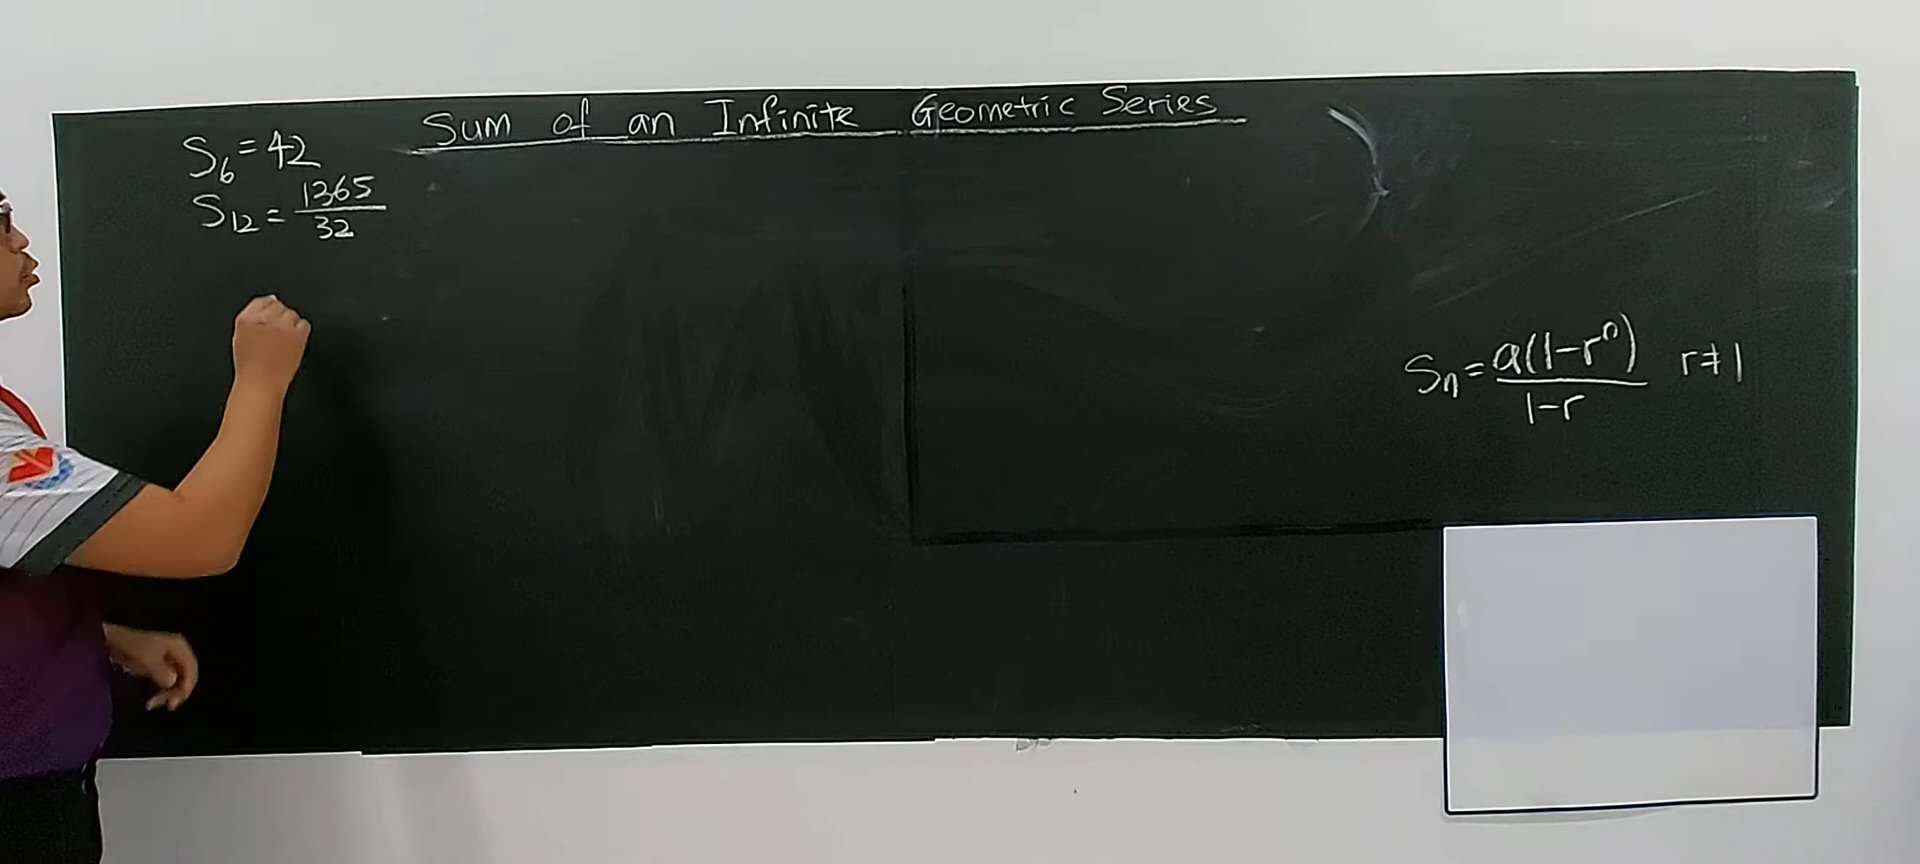 Sum of an Infinite Geometric Series
S₆ = 42
S₁₂ = 1365/32
Sₙ = a(1-rⁿ)/1-r r≠1